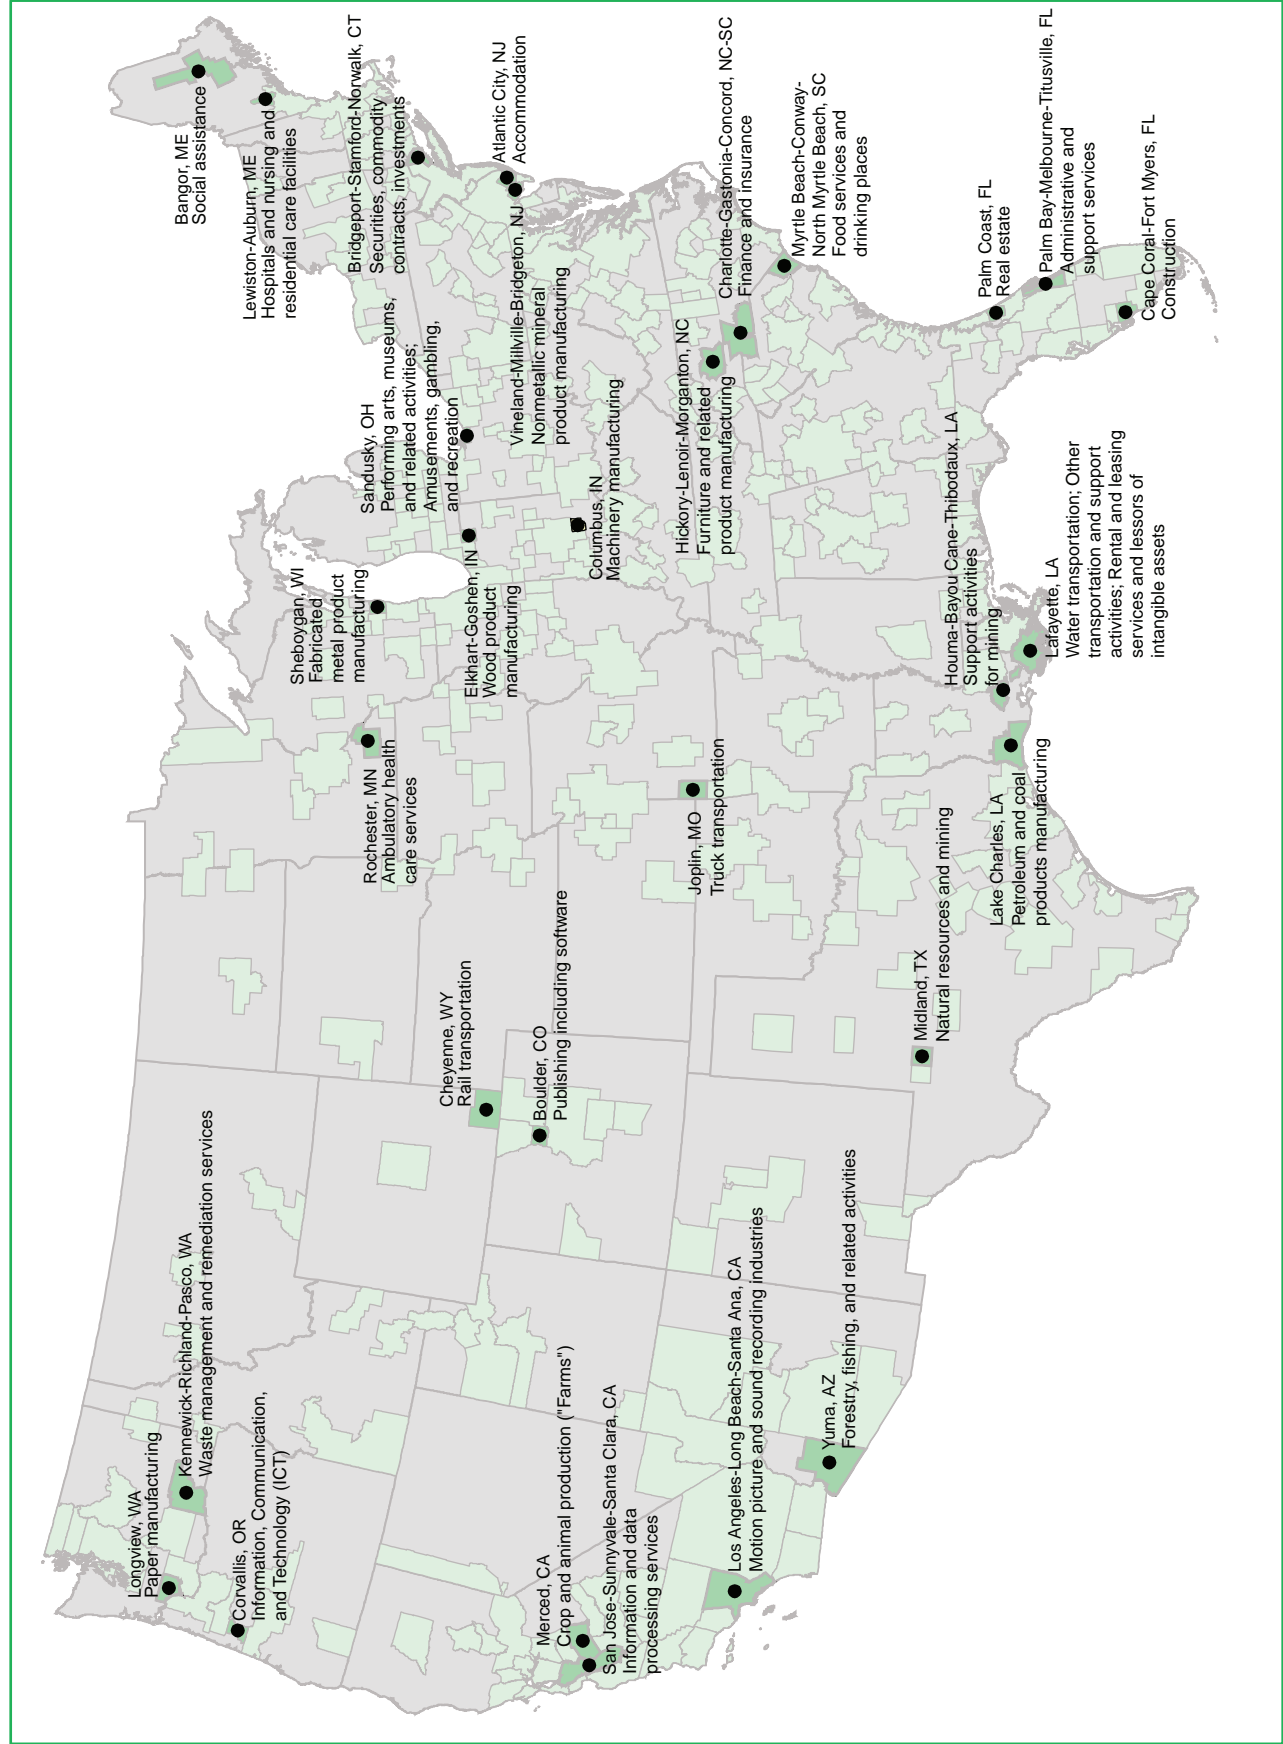 Longview, WA
Paper manufacturing
Kennewick-Richland-Pasco, WA
Waste management and remediation services
Corvallis, OR
Information, Communication,
and Technology (ICT)
Merced, CA
Crop and animal production ("Farms")
San Jose-Sunnyvale-Santa Clara, CA
Information and data
processing services
Los Angeles-Long Beach-Santa Ana, CA
Motion picture and sound recording industries
Yuma, AZ
Forestry, fishing, and related activities
Cheyenne, WY
Rail transportation
Boulder, CO
Publishing including software
Midland, TX
Natural resources and mining
Rochester, MN
Ambulatory health
care services
Joplin, MO
Truck transportation
Lake Charles, LA
Petroleum and coal
products manufacturing
Sheboygan, WI
Fabricated
metal product
manufacturing
Elkhart-Goshen, IN
Wood product
manufacturing
Columbus, IN
Machinery manufacturing
Houma-Bayou Cane-Thibodaux, LA
Support activities
for mining
Lafayette, LA
Water transportation; Other
transportation and support
activities; Rental and leasing
services and lessors of
intangible assets
Sandusky, OH
Performing arts, museums,
and related activities;
Amusements, gambling,
and recreation
Vineland-Millville-Bridgeton, NJ
Nonmetallic mineral
product manufacturing
Hickory-Lenoir-Morganton, NC
Furniture and related
product manufacturing
Bangor, ME
Social assistance
Lewiston-Auburn, ME
Hospitals and nursing and
residential care facilities
Bridgeport-Stamford-Norwalk, CT
Securities, commodity
contracts, investments
Atlantic City, NJ
Accommodation
Charlotte-Gastonia-Concord, NC-SC
Finance and insurance
Myrtle Beach-Conway-
North Myrtle Beach, SC
Food services and
drinking places
Palm Coast, FL
Real estate
Palm Bay-Melbourne-Titusville, FL
Administrative and
support services
Cape Coral-Fort Myers, FL
Construction